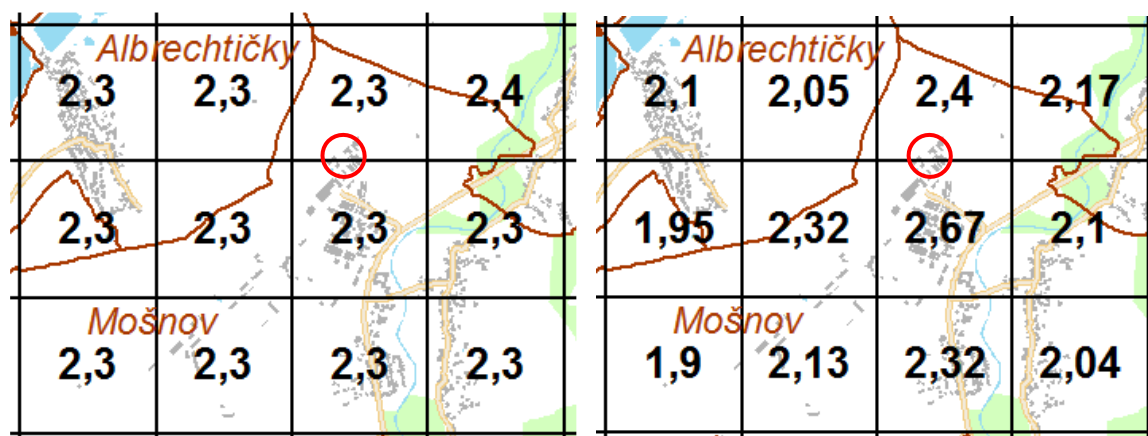 Albrechtičky
2,3 2,3 2,3 2,4
2,3 2,3 2,3 2,3
Mošnov
2,3 2,3 2,3 2,3
Albrechtičky
2,1 2,05 2,4 2,17
1,95 2,32 2,67 2,1
Mošnov
1,9 2,13 2,32 2,04